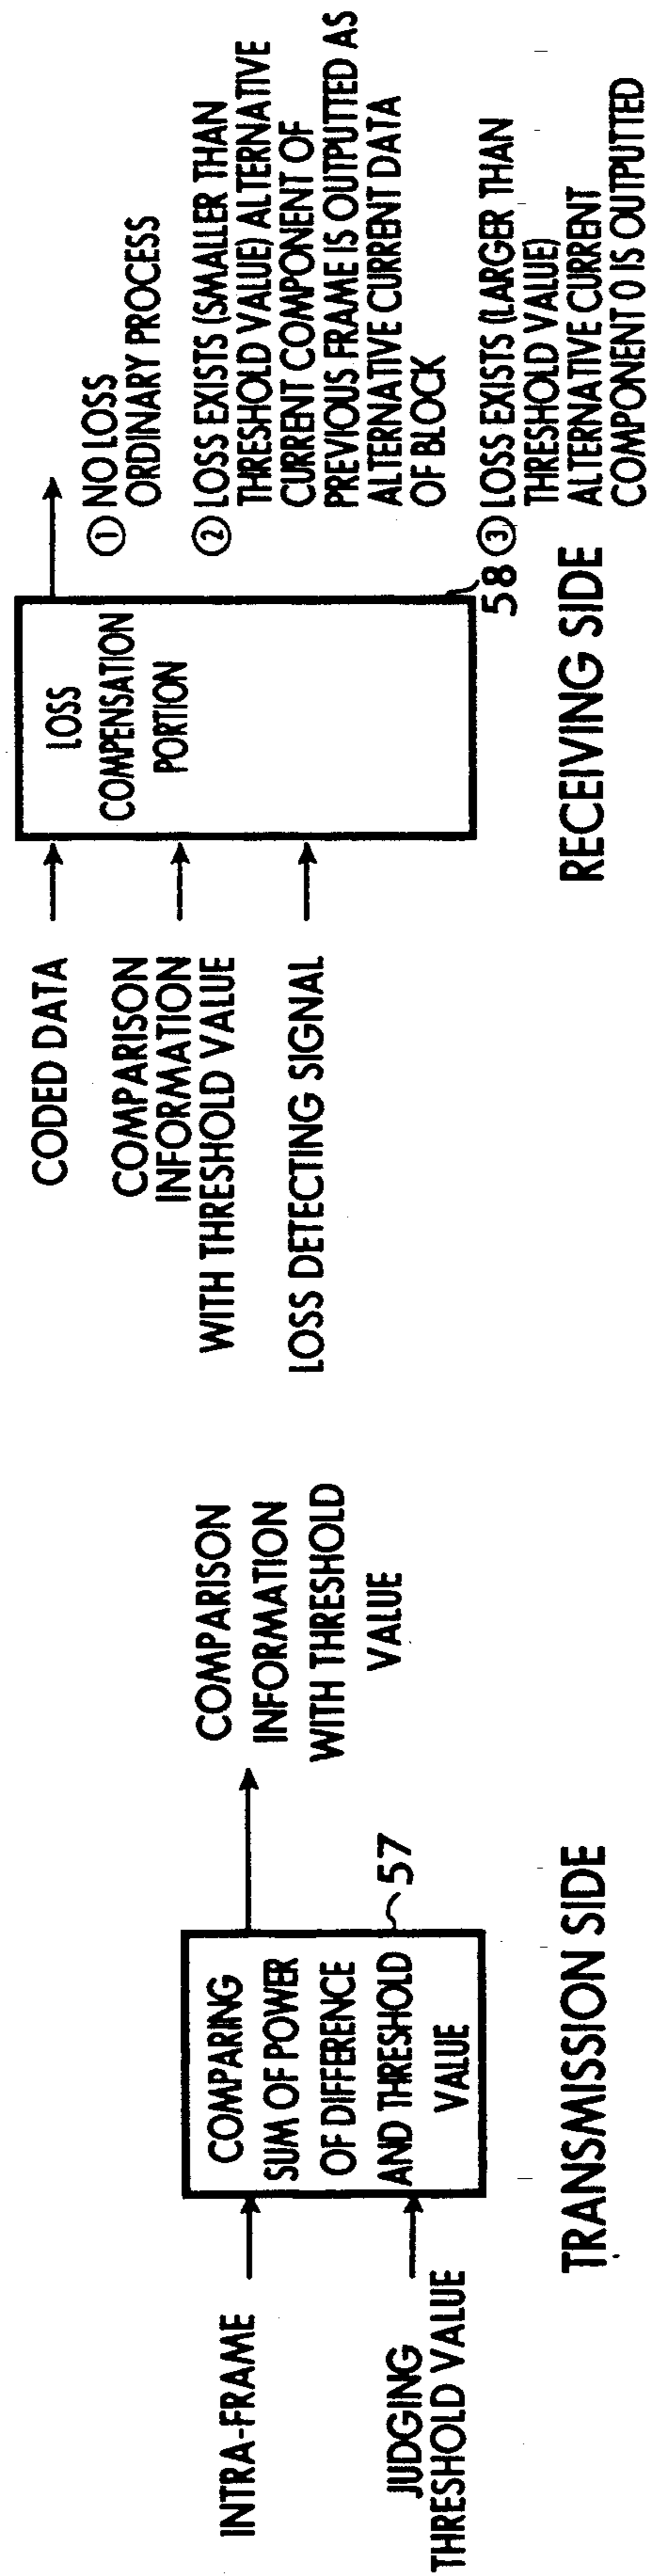 INTRA-FRAME
JUDGING
THRESHOLD VALUE
COMPARING
SUM OF POWER
OF DIFFERENCE
AND THRESHOLD
VALUE
57
COMPARISON
INFORMATION
WITH THRESHOLD
VALUE
TRANSMISSION SIDE
CODED DATA
COMPARISON
INFORMATION
WITH THRESHOLD VALUE
LOSS DETECTING SIGNAL
LOSS
COMPENSATION
PORTION
58
① NO LOSS
ORDINARY PROCESS
② LOSS EXISTS (SMALLER THAN
THRESHOLD VALUE) ALTERNATIVE
CURRENT COMPONENT OF
PREVIOUS FRAME IS OUTPUTTED AS
ALTERNATIVE CURRENT DATA
OF BLOCK
③ LOSS EXISTS (LARGER THAN
THRESHOLD VALUE)
ALTERNATIVE CURRENT
COMPONENT 0 IS OUTPUTTED
RECEIVING SIDE